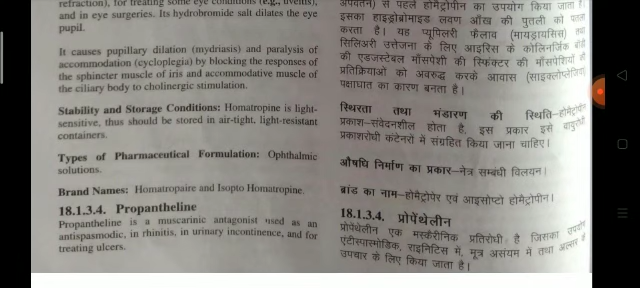 refraction), for treating some eye conditions (e.g., uveitis),
and in eye surgeries. Its hydrobromide salt dilates the eye
pupil.
It causes pupillary dilation (mydriasis) and paralysis of
accommodation (cycloplegia) by blocking the responses of
the sphincter muscle of iris and accommodative muscle of
the ciliary body to cholinergic stimulation.
Stability and Storage Conditions: Homatropine is light-
sensitive, thus should be stored in air-tight, light-resistant
containers.
Types of Pharmaceutical Formulation: Ophthalmic
solutions.
Brand Names: Homatropaire and Isopto Homatropine.
18.1.3.4. Propantheline
Propantheline is a muscarinic antagonist used as an
antispasmodic, in rhinitis, in urinary incontinence, and for
treating ulcers.
अपवर्तन) से पहले होमेट्रोपीन का उपयोग किया जाता है।
इसका हाइड्रोब्रोमाइड लवण आँख की पुतली को पतला
करता है। यह प्यूपिलरी फैलाव (मायड्रायसिस) तथा
सिलिअरी उत्तेजना के लिए आइरिस के कोलिनर्जिक
की एडजस्टेबल माँसपेशी की स्फिंक्टर की माँसपेशियों की
प्रतिक्रियाओं को अवरुद्ध करके आवास (साइक्लोप्लेजिया)
पक्षाघात का कारण बनता है।
स्थिरता तथा भंडारण की स्थिति–होमेट्रोपीन
प्रकाश-संवेदनशील होता है, इस प्रकार इसे वायुरोधी
प्रकाशरोधी कंटेनरों में संग्रहित किया जाना चाहिए।
औषधि निर्माण का प्रकार–नेत्र सम्बंधी विलयन।
ब्रांड का नाम–होमेट्रोपेर एवं आइसोप्टो होमेट्रोपीन।
18.1.3.4. प्रोपेंथेलीन
प्रोपेंथेलीन एक मस्केरीनिक प्रतिरोधी है जिसका उपयोग
एंटीस्पास्मोडिक, राइनिटिस में, मूत्र असंयम में तथा अल्सर के
उपचार के लिए किया जाता है।